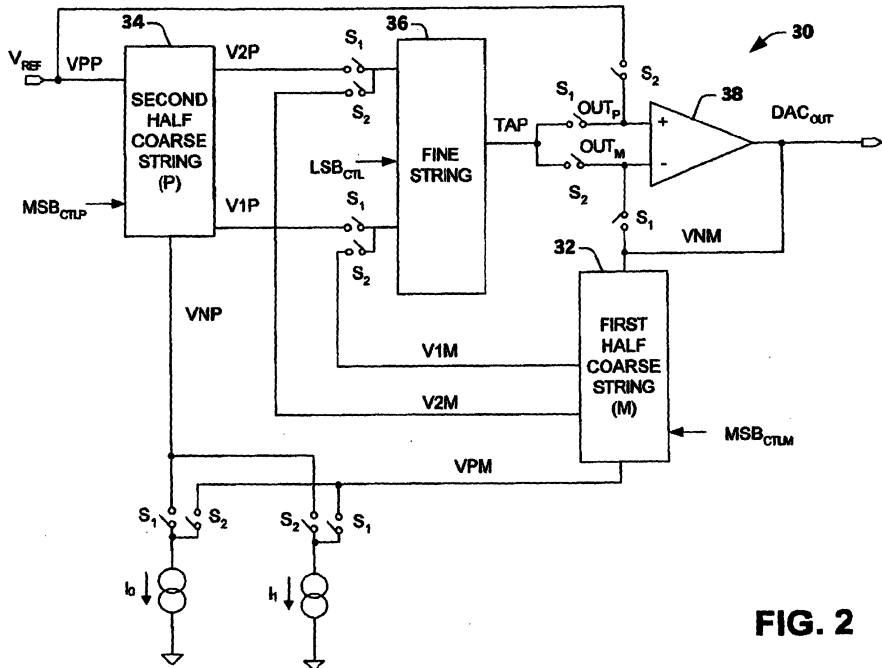 34
36
30
V_REF
VPP
V2P
S₁
S₂
SECOND
HALF
COARSE
STRING
(P)
FINE
STRING
TAP
S₁
OUT_P
S₂
38
DAC_OUT
+
-
OUT_M
S₂
LSB_CTL
MSB_CTLP
V1P
S₁
S₂
S₁
32
VNM
VNP
FIRST
HALF
COARSE
STRING
(M)
V1M
V2M
MSB_CTLM
VPM
S₁
S₂
S₂
S₁
I₀
I₁
FIG. 2